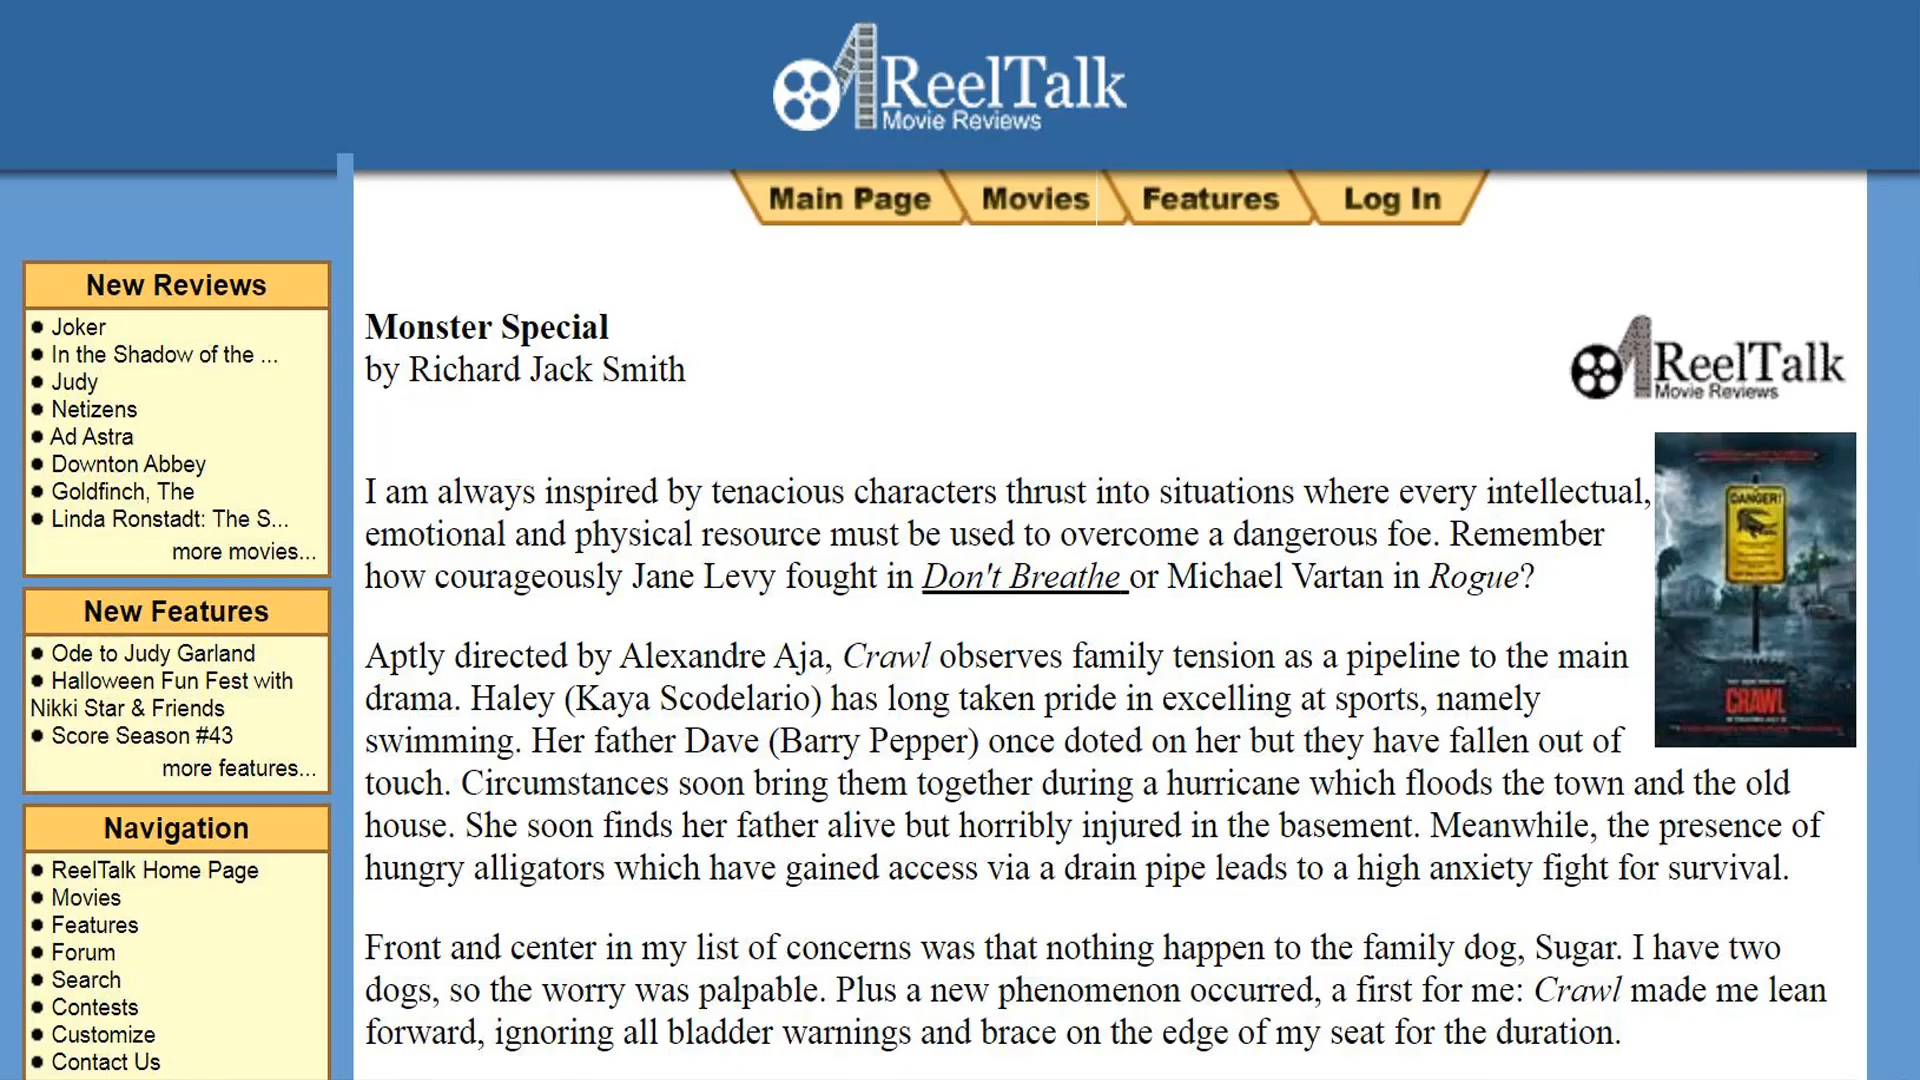 ReelTalk
Movie Reviews
Main Page
Movies
Features
Log In
New Reviews
Joker
In the Shadow of the ...
Judy
Netizens
Ad Astra
Downton Abbey
Goldfinch, The
Linda Ronstadt: The S...
more movies...
New Features
Ode to Judy Garland
Halloween Fun Fest with
Nikki Star & Friends
Score Season #43
more features...
Navigation
ReelTalk Home Page
Movies
Features
Forum
Search
Contests
Customize
Contact Us
Monster Special
by Richard Jack Smith
ReelTalk
Movie Reviews
I am always inspired by tenacious characters thrust into situations where every intellectual,
emotional and physical resource must be used to overcome a dangerous foe. Remember
how courageously Jane Levy fought in Don't Breathe or Michael Vartan in Rogue?
DANGER!
CRAWL
Aptly directed by Alexandre Aja, Crawl observes family tension as a pipeline to the main
drama. Haley (Kaya Scodelario) has long taken pride in excelling at sports, namely
swimming. Her father Dave (Barry Pepper) once doted on her but they have fallen out of
touch. Circumstances soon bring them together during a hurricane which floods the town and the old
house. She soon finds her father alive but horribly injured in the basement. Meanwhile, the presence of
hungry alligators which have gained access via a drain pipe leads to a high anxiety fight for survival.
Front and center in my list of concerns was that nothing happen to the family dog, Sugar. I have two
dogs, so the worry was palpable. Plus a new phenomenon occurred, a first for me: Crawl made me lean
forward, ignoring all bladder warnings and brace on the edge of my seat for the duration.